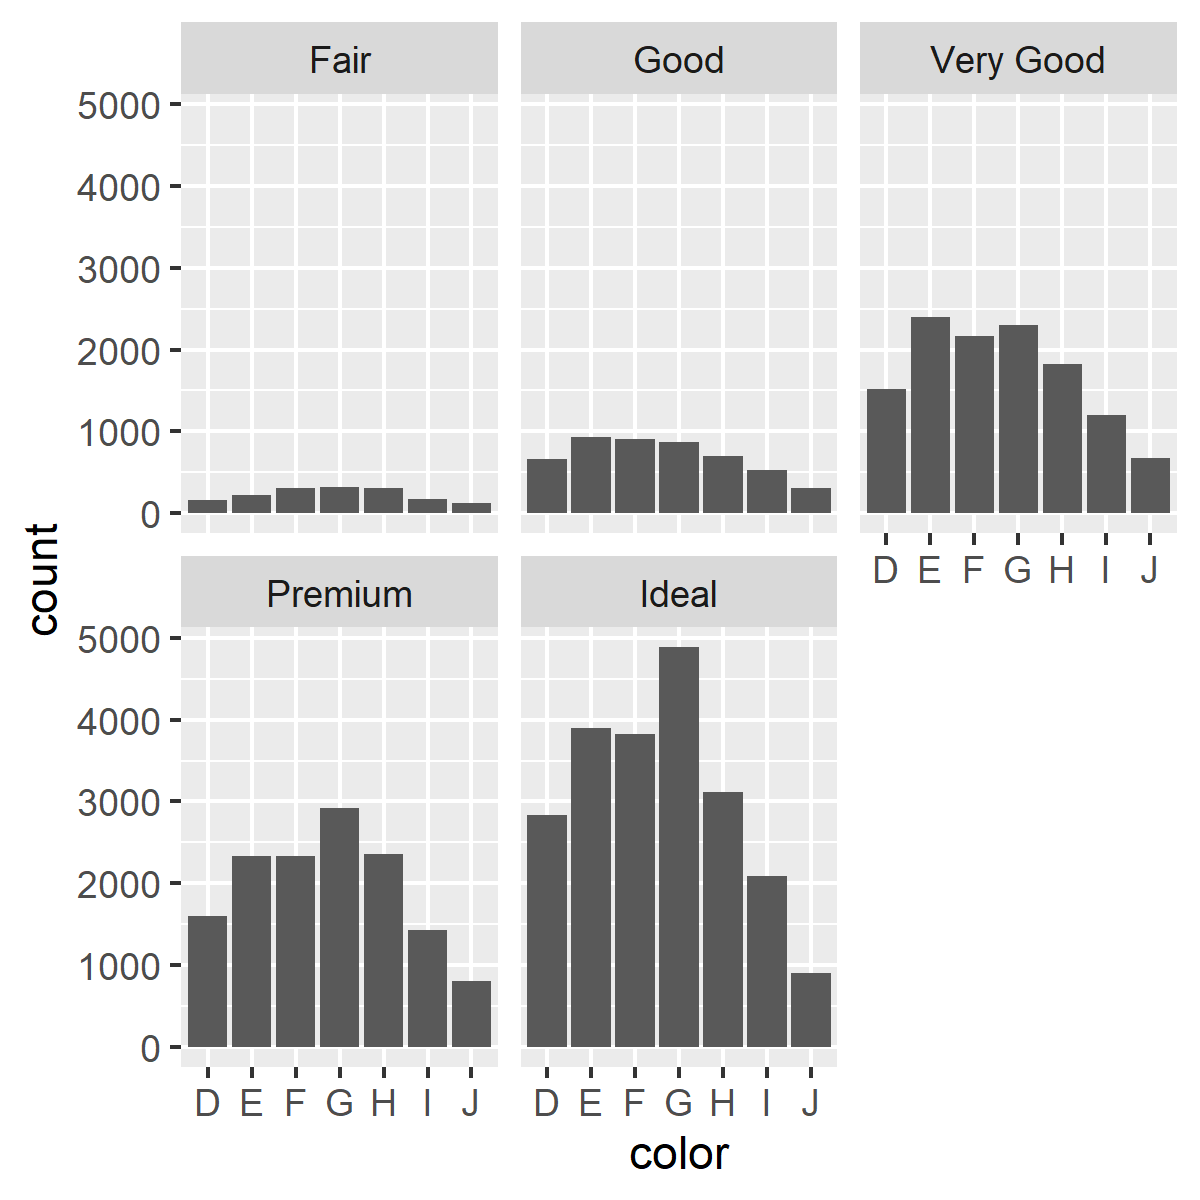 Fair Good Very Good
5000
4000
3000
2000
1000
0
D E F G H I J
count
Premium Ideal
5000
4000
3000
2000
1000
0
D E F G H I J D E F G H I J
color